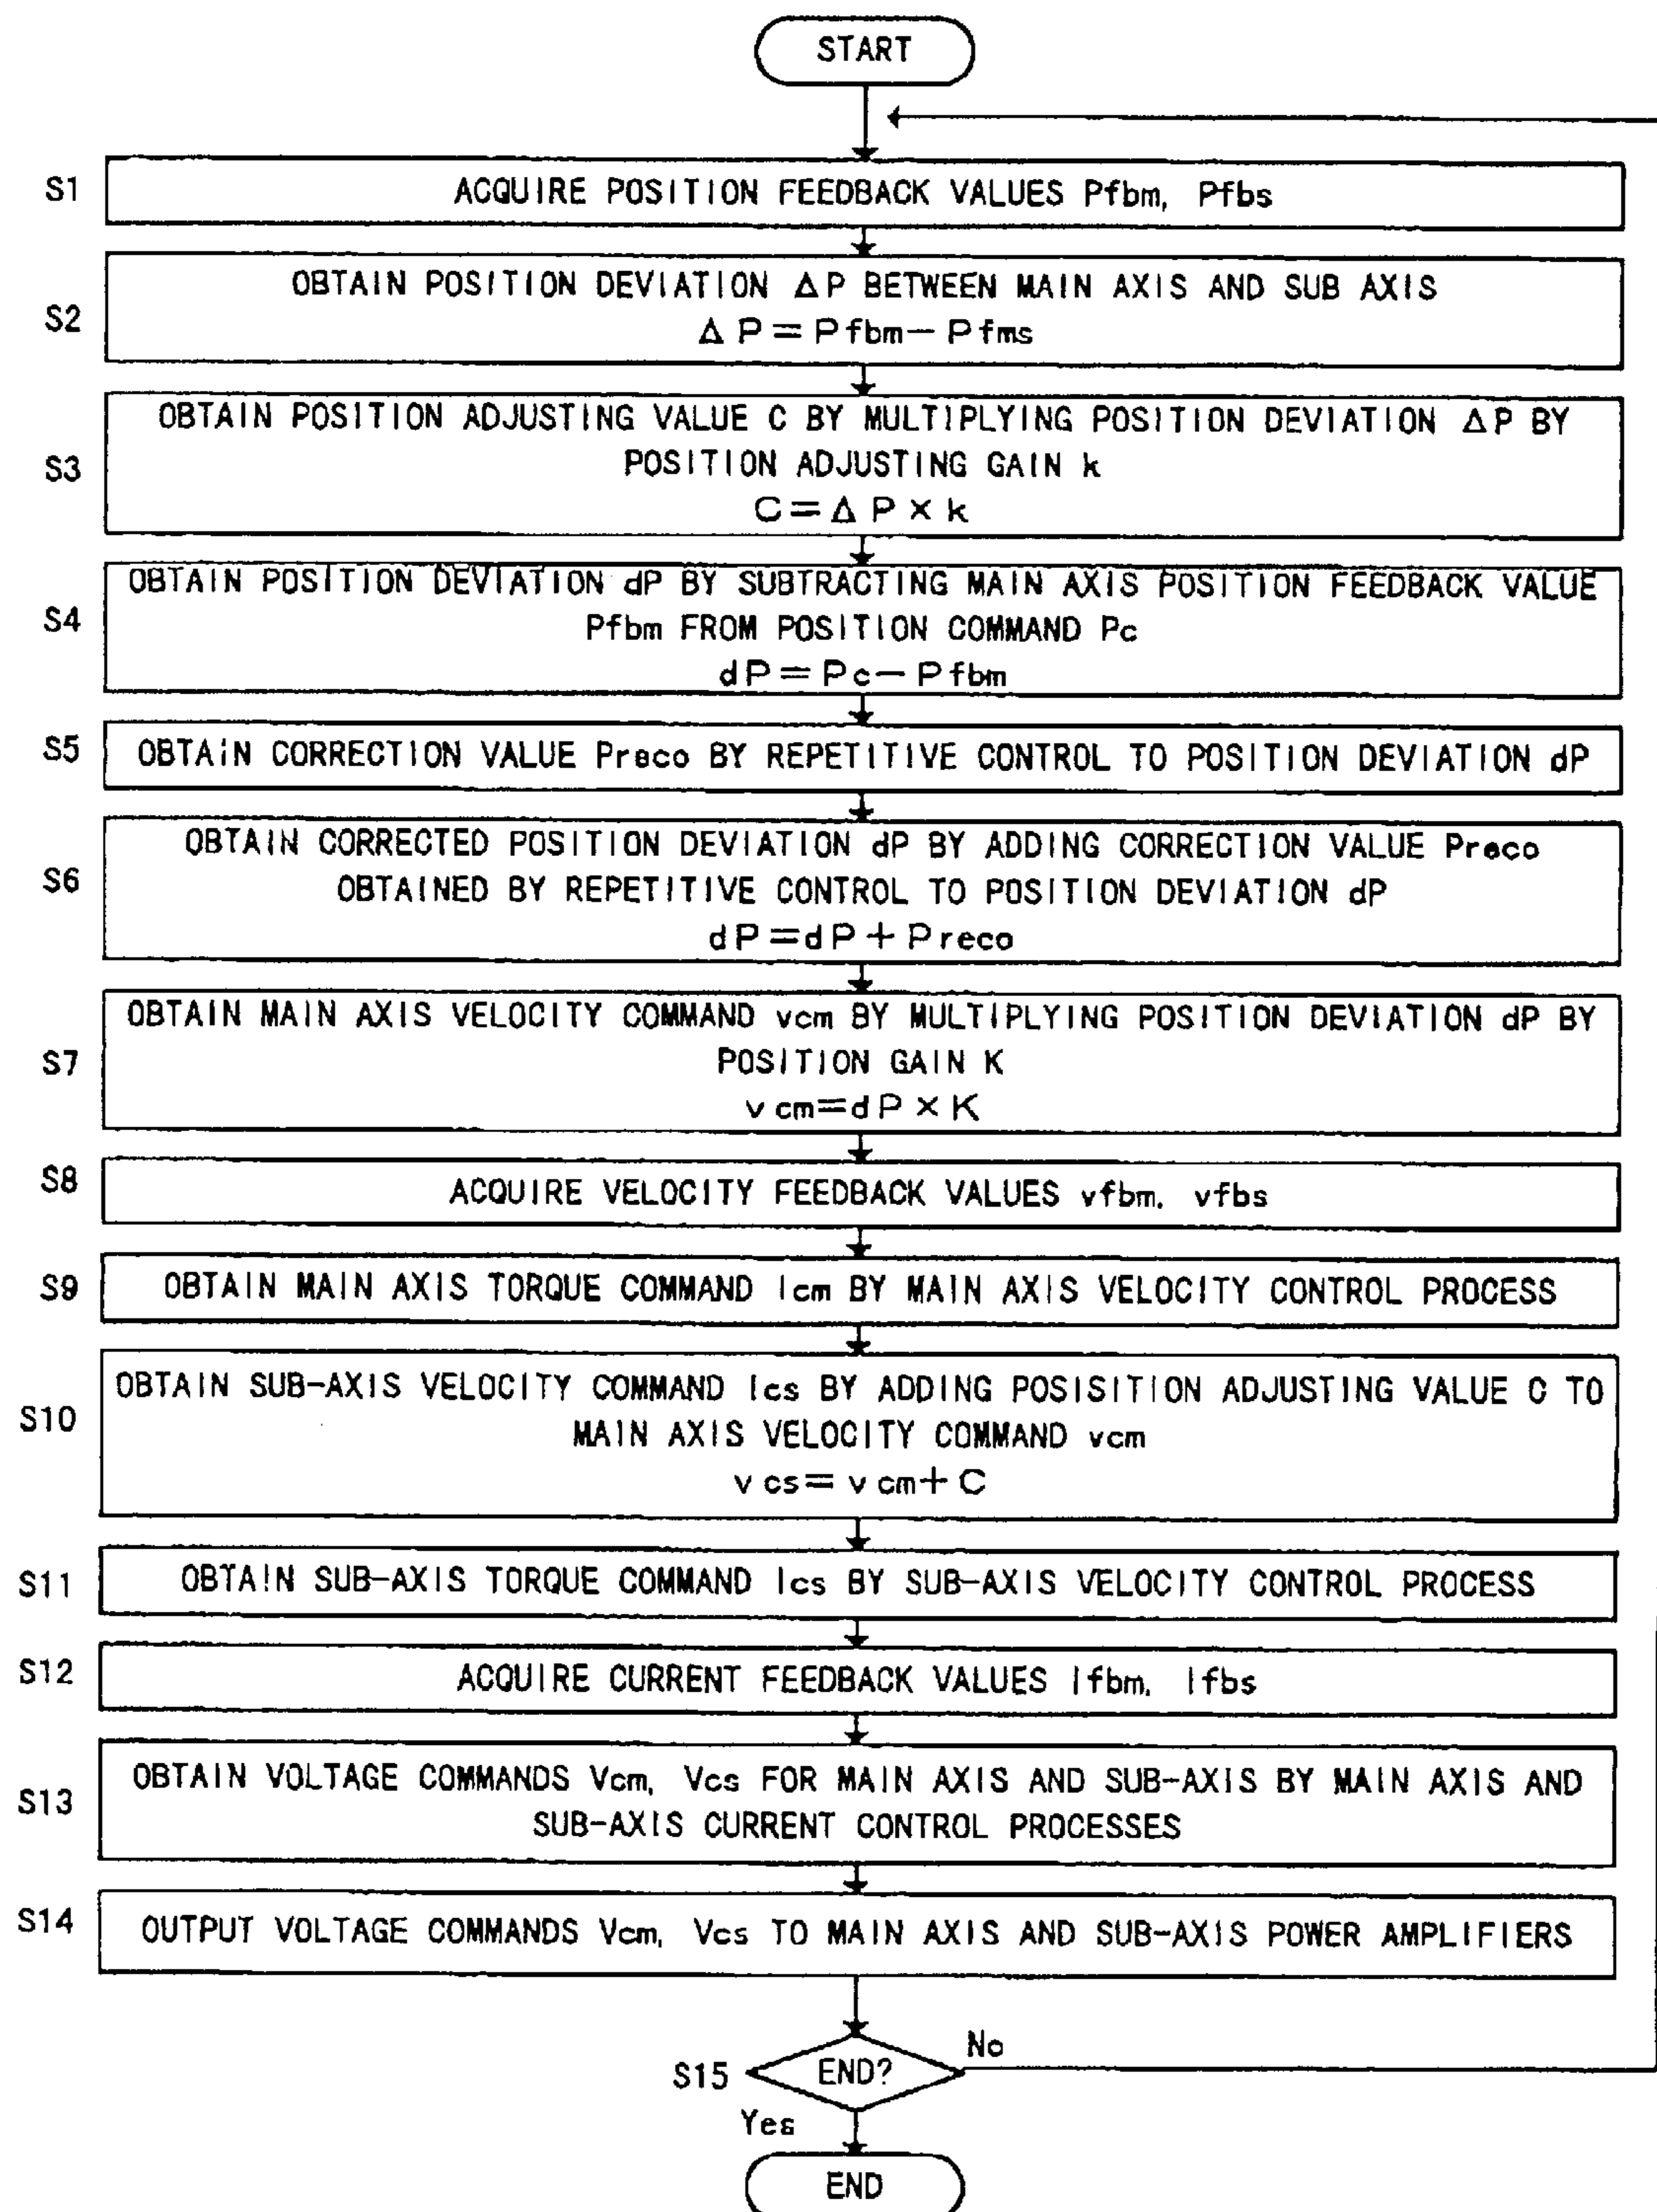 START
S1
ACQUIRE POSITION FEEDBACK VALUES Pfbm, Pfbs
S2
OBTAIN POSITION DEVIATION ΔP BETWEEN MAIN AXIS AND SUB AXIS
ΔP=Pfbm-Pfms
S3
OBTAIN POSITION ADJUSTING VALUE C BY MULTIPLYING POSITION DEVIATION ΔP BY
POSITION ADJUSTING GAIN k
C=ΔP×k
S4
OBTAIN POSITION DEVIATION dP BY SUBTRACTING MAIN AXIS POSITION FEEDBACK VALUE
Pfbm FROM POSITION COMMAND Pc
dP=Pc-Pfbm
S5
OBTAIN CORRECTION VALUE Preco BY REPETITIVE CONTROL TO POSITION DEVIATION dP
S6
OBTAIN CORRECTED POSITION DEVIATION dP BY ADDING CORRECTION VALUE Preco
OBTAINED BY REPETITIVE CONTROL TO POSITION DEVIATION dP
dP=dP+Preco
S7
OBTAIN MAIN AXIS VELOCITY COMMAND vcm BY MULTIPLYING POSITION DEVIATION dP BY
POSITION GAIN K
vcm=dP×K
S8
ACQUIRE VELOCITY FEEDBACK VALUES vfbm, vfbs
S9
OBTAIN MAIN AXIS TORQUE COMMAND Icm BY MAIN AXIS VELOCITY CONTROL PROCESS
S10
OBTAIN SUB-AXIS VELOCITY COMMAND Ics BY ADDING POSISITION ADJUSTING VALUE C TO
MAIN AXIS VELOCITY COMMAND vcm
vcs=vcm+C
S11
OBTAIN SUB-AXIS TORQUE COMMAND Ics BY SUB-AXIS VELOCITY CONTROL PROCESS
S12
ACQUIRE CURRENT FEEDBACK VALUES Ifbm, Ifbs
S13
OBTAIN VOLTAGE COMMANDS Vcm, Vcs FOR MAIN AXIS AND SUB-AXIS BY MAIN AXIS AND
SUB-AXIS CURRENT CONTROL PROCESSES
S14
OUTPUT VOLTAGE COMMANDS Vcm, Vcs TO MAIN AXIS AND SUB-AXIS POWER AMPLIFIERS
S15
END?
No
Yes
END